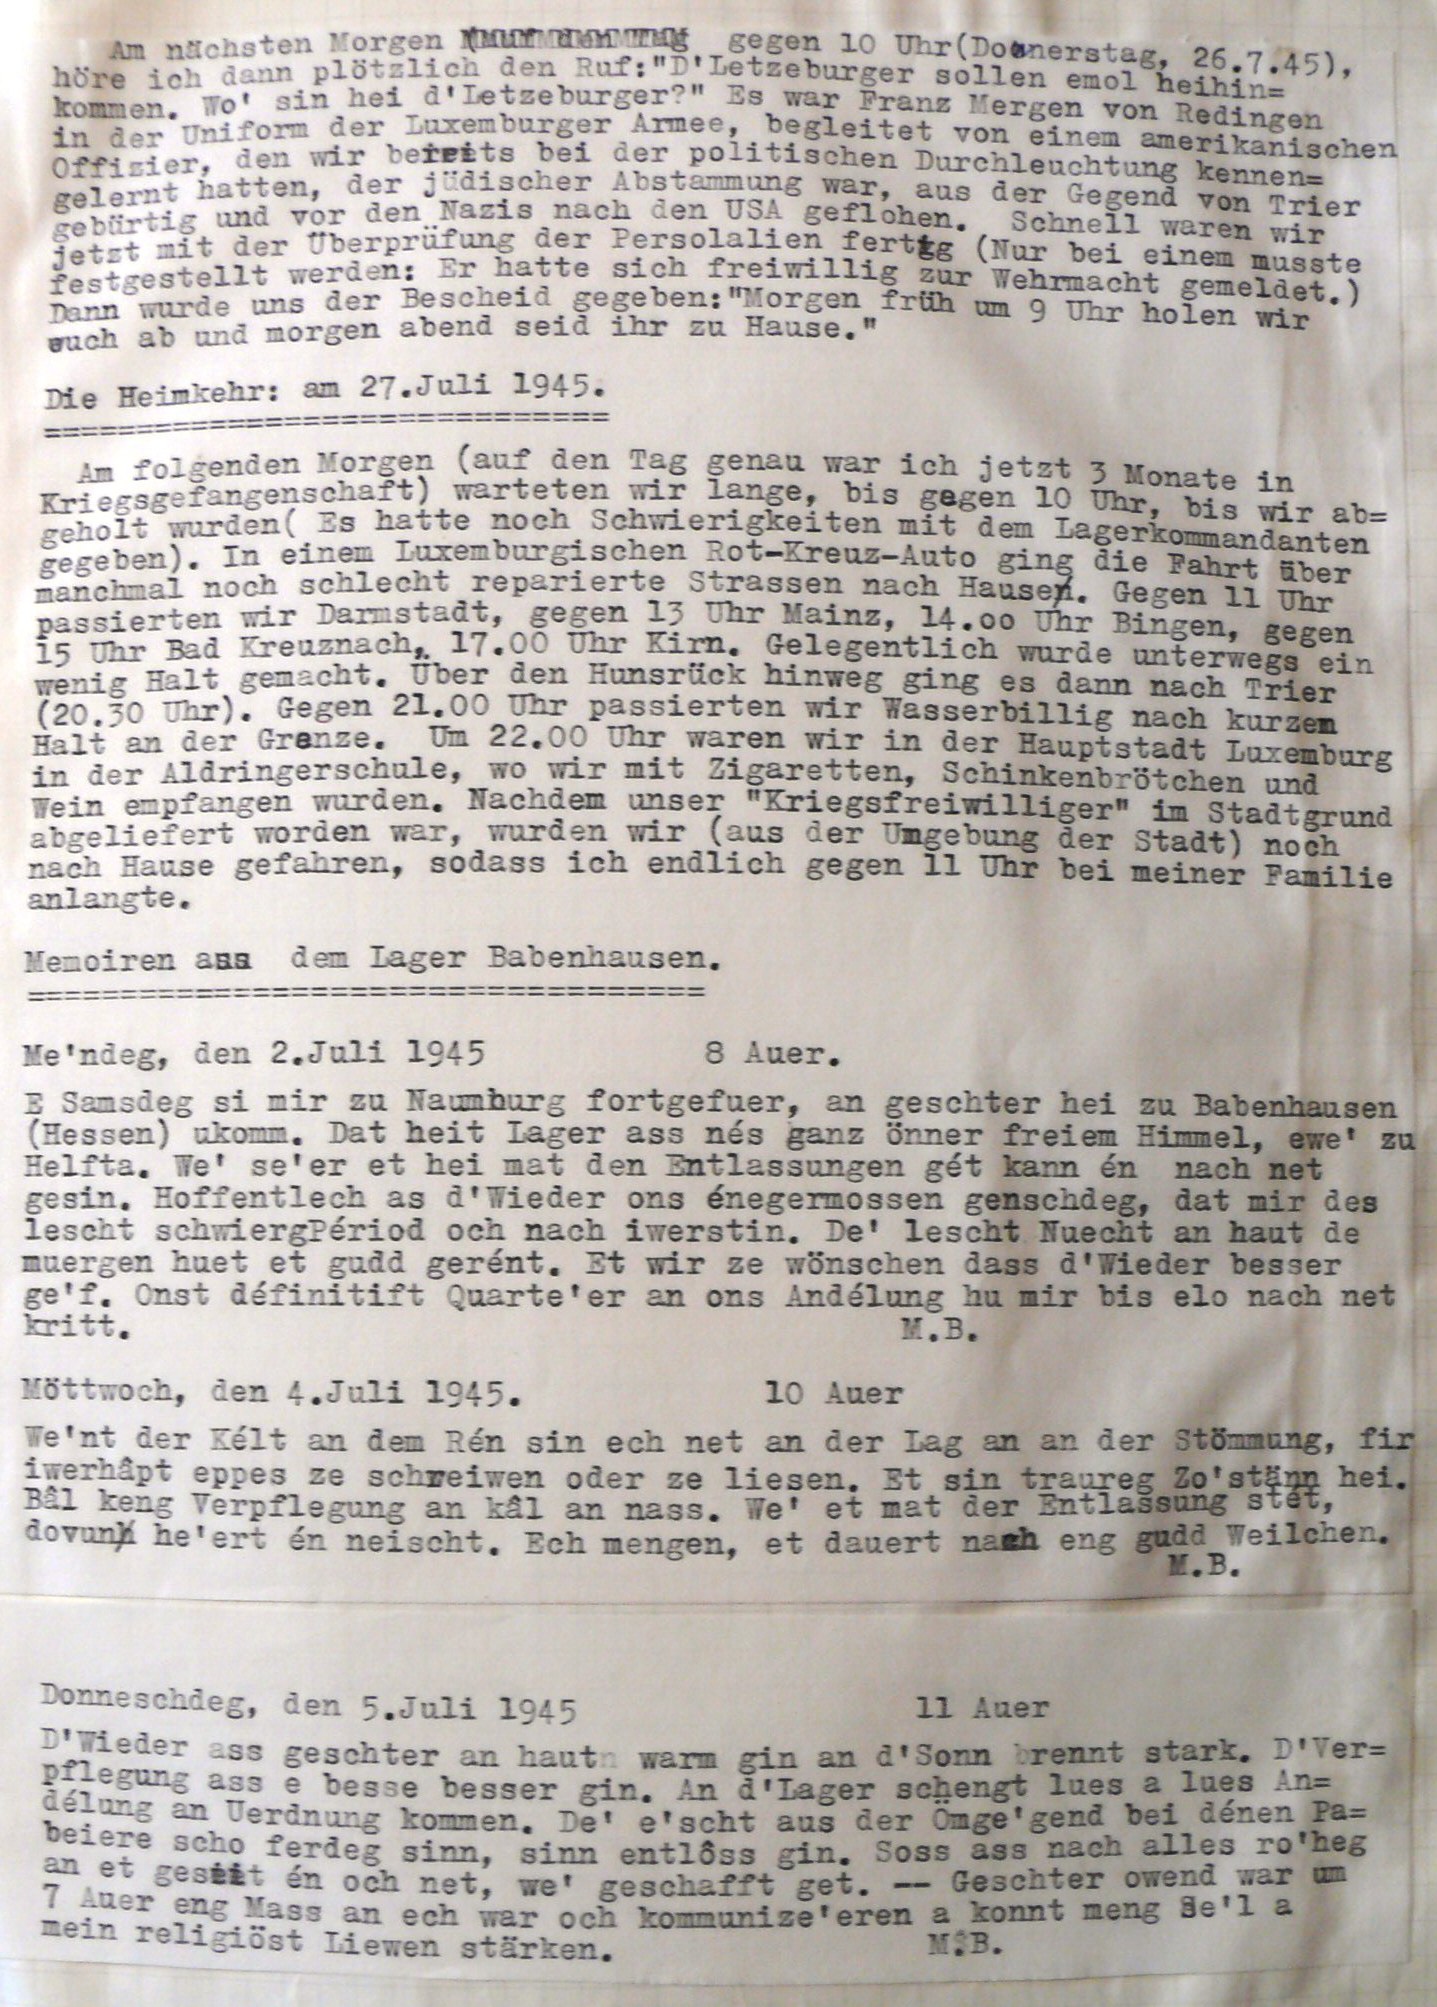 Am nächsten Morgen gegen 10 Uhr(Donnerstag, 26.7.45),
höre ich dann plötzlich den Ruf:"D'Letzeburger sollen emol heihin=
kommen. Wo' sin hei d'Letzeburger?" Es war Franz Mergen von Redingen
in der Uniform der Luxemburger Armee, begleitet von einem amerikanischen
Offizier, den wir bereits bei der politischen Durchleuchtung kennen=
gelernt hatten, der jüdischer Abstammung war, aus der Gegend von Trier
gebürtig und vor den Nazis nach den USA geflohen. Schnell waren wir
jetzt mit der Überprüfung der Persolalien fertig (Nur bei einem musste
festgestellt werden: Er hatte sich freiwillig zur Wehrmacht gemeldet.)
Dann wurde uns der Bescheid gegeben:"Morgen früh um 9 Uhr holen wir
euch ab und morgen abend seid ihr zu Hause."
Die Heimkehr: am 27.Juli 1945.
==============================
Am folgenden Morgen (auf den Tag genau war ich jetzt 3 Monate in
Kriegsgefangenschaft) warteten wir lange, bis gegen 10 Uhr, bis wir ab=
geholt wurden( Es hatte noch Schwierigkeiten mit dem Lagerkommandanten
gegeben). In einem Luxemburgischen Rot-Kreuz-Auto ging die Fahrt über
manchmal noch schlecht reparierte Strassen nach Hause. Gegen 11 Uhr
passierten wir Darmstadt, gegen 13 Uhr Mainz, 14.oo Uhr Bingen, gegen
15 Uhr Bad Kreuznach, 17.00 Uhr Kirn. Gelegentlich wurde unterwegs ein
wenig Halt gemacht. Über den Hunsrück hinweg ging es dann nach Trier
(20.30 Uhr). Gegen 21.00 Uhr passierten wir Wasserbillig nach kurzem
Halt an der Grenze. Um 22.00 Uhr waren wir in der Hauptstadt Luxemburg
in der Aldringerschule, wo wir mit Zigaretten, Schinkenbrötchen und
Wein empfangen wurden. Nachdem unser "Kriegsfreiwilliger" im Stadtgrund
abgeliefert worden war, wurden wir (aus der Umgebung der Stadt) noch
nach Hause gefahren, sodass ich endlich gegen 11 Uhr bei meiner Familie
anlangte.
Memoiren aus dem Lager Babenhausen.
====================================
Me'ndeg, den 2.Juli 1945 8 Auer.
E Samsdeg si mir zu Naumburg fortgefuer, an geschter hei zu Babenhausen
(Hessen) ukomm. Dat heit Lager ass nés ganz önner freiem Himmel, ewe' zu
Helfta. We' se'er et hei mat den Entlassungen gét kann én nach net
gesin. Hoffentlech as d'Wieder ons énegermossen genschdeg, dat mir des
lescht schwiergPériod och nach iwerstin. De' lescht Nuecht an haut de
muergen huet et gudd gerént. Et wir ze wönschen dass d'Wieder besser
ge'f. Onst définitift Quarte'er an ons Andélung hu mir bis elo nach net
kritt. M.B.
Möttwoch, den 4.Juli 1945. 10 Auer
We'nt der Kélt an dem Rén sin ech net an der Lag an an der Stömmung, fir
iwerhâpt eppes ze schreiwen oder ze liesen. Et sin traureg Zo'stänn hei.
Bâl keng Verpflegung an kâl an nass. We' et mat der Entlassung stét,
dovun he'ert én neischt. Ech mengen, et dauert nach eng gudd Weilchen.
M.B.
Donneschdeg, den 5.Juli 1945 11 Auer
D'Wieder ass geschter an haut warm gin an d'Sonn brennt stark. D'Ver=
pflegung ass e besse besser gin. An d'Lager schengt lues a lues An=
délung an Uerdnung kommen. De' e'scht aus der Ömge'gend bei dénen Pa=
beiere scho ferdeg sinn, sinn entlôss gin. Soss ass nach alles ro'heg
an et gesit én och net, we' geschafft get. -- Geschter owend war um
7 Auer eng Mass an ech war och kommunize'eren a konnt meng Se'l a
mein religiöst Liewen stärken. M.B.